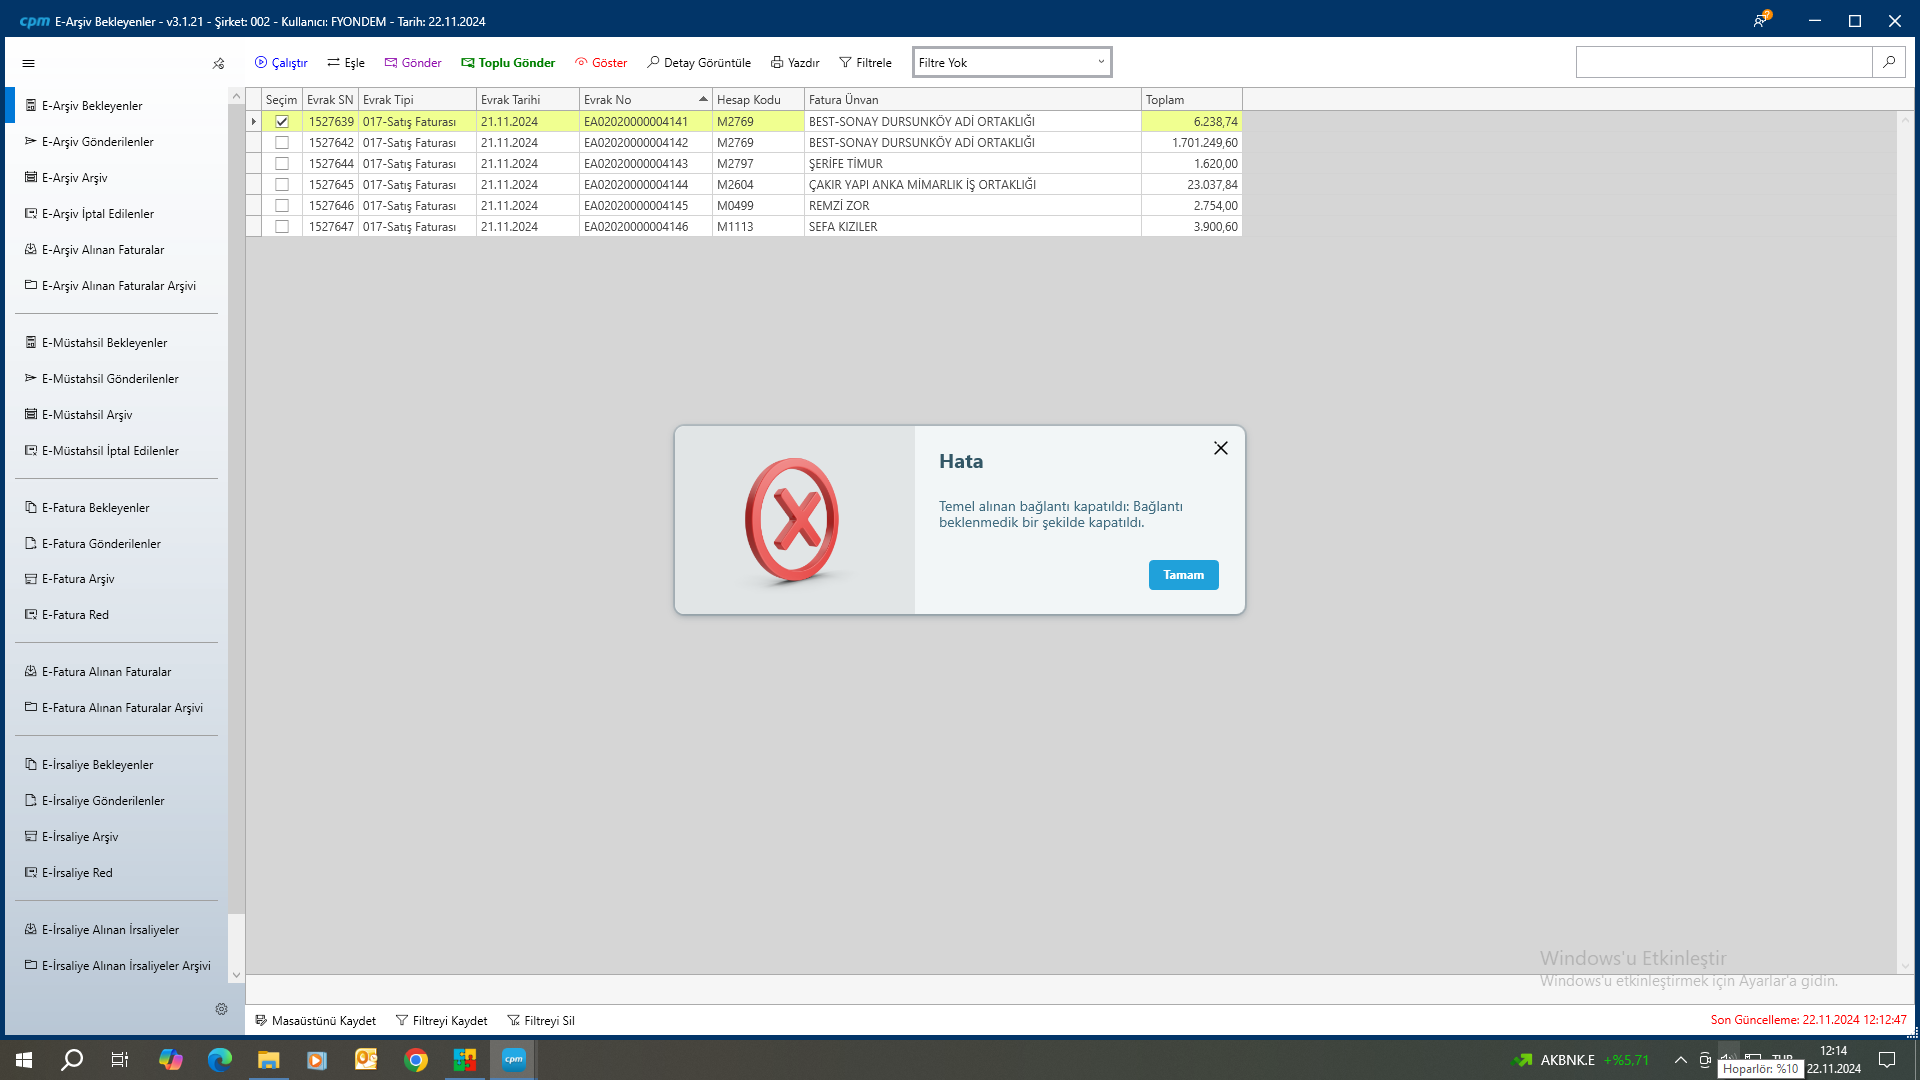 cpm E-Arşiv Bekleyenler - v3.1.21 - Şirket: 002 - Kullanıcı: FYONDEM - Tarih: 22.11.2024
Çalıştır Eşle Gönder Toplu Gönder Göster Detay Görüntüle Yazdır Filtrele Filtre Yok
E-Arşiv Bekleyenler
E-Arşiv Gönderilenler
E-Arşiv Arşiv
E-Arşiv İptal Edilenler
E-Arşiv Alınan Faturalar
E-Arşiv Alınan Faturalar Arşivi
E-Müstahsil Bekleyenler
E-Müstahsil Gönderilenler
E-Müstahsil Arşiv
E-Müstahsil İptal Edilenler
E-Fatura Bekleyenler
E-Fatura Gönderilenler
E-Fatura Arşiv
E-Fatura Red
E-Fatura Alınan Faturalar
E-Fatura Alınan Faturalar Arşivi
E-İrsaliye Bekleyenler
E-İrsaliye Gönderilenler
E-İrsaliye Arşiv
E-İrsaliye Red
E-İrsaliye Alınan İrsaliyeler
E-İrsaliye Alınan İrsaliyeler Arşivi
Seçim Evrak SN Evrak Tipi Evrak Tarihi Evrak No Hesap Kodu Fatura Ünvan Toplam
1527639 017-Satış Faturası 21.11.2024 EA02020000004141 M2769 BEST-SONAY DURSUNKÖY ADİ ORTAKLIĞI 6.238,74
1527642 017-Satış Faturası 21.11.2024 EA02020000004142 M2769 BEST-SONAY DURSUNKÖY ADİ ORTAKLIĞI 1.701.249,60
1527644 017-Satış Faturası 21.11.2024 EA02020000004143 M2797 ŞERİFE TİMUR 1.620,00
1527645 017-Satış Faturası 21.11.2024 EA02020000004144 M2604 ÇAKIR YAPI ANKA MİMARLIK İŞ ORTAKLIĞI 23.037,84
1527646 017-Satış Faturası 21.11.2024 EA02020000004145 M0499 REMZİ ZOR 2.754,00
1527647 017-Satış Faturası 21.11.2024 EA02020000004146 M1113 SEFA KIZILER 3.900,60
Hata
Temel alınan bağlantı kapatıldı: Bağlantı
beklenmedik bir şekilde kapatıldı.
Tamam
Windows'u Etkinleştir
Windows'u etkinleştirmek için Ayarlar'a gidin.
Masaüstünü Kaydet Filtreyi Kaydet Filtreyi Sil
Son Güncelleme: 22.11.2024 12:12:47
cpm
AKBNK.E +%5,71
Hoparlör: %10
12:14
22.11.2024